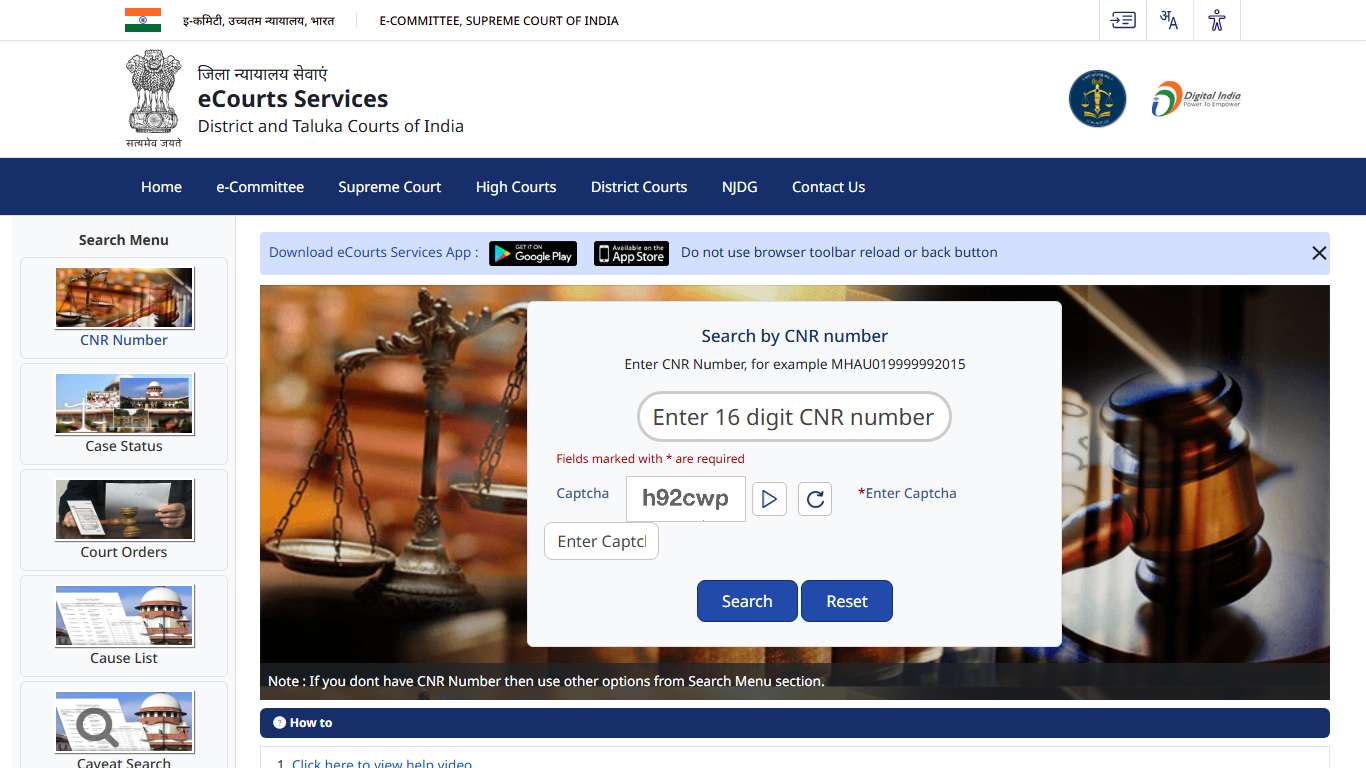 इ-कमिटी, उच्चतम न्यायालय, भारत
E-COMMITTEE, SUPREME COURT OF INDIA
अA
सत्यमेव जयते
जिला न्यायालय सेवाएं
eCourts Services
District and Taluka Courts of India
Digital India
Power To Empower
Home
e-Committee
Supreme Court
High Courts
District Courts
NJDG
Contact Us
Search Menu
CNR Number
Case Status
Court Orders
Cause List
Caveat Search
Download eCourts Services App :
GET IT ON
Google Play
Available on the
App Store
Do not use browser toolbar reload or back button
Search by CNR number
Enter CNR Number, for example MHAU019999992015
Enter 16 digit CNR number
Fields marked with * are required
Captcha
h92cwp
*Enter Captcha
Enter Captc
Search
Reset
Note : If you dont have CNR Number then use other options from Search Menu section.
How to
1. Click here to view help video